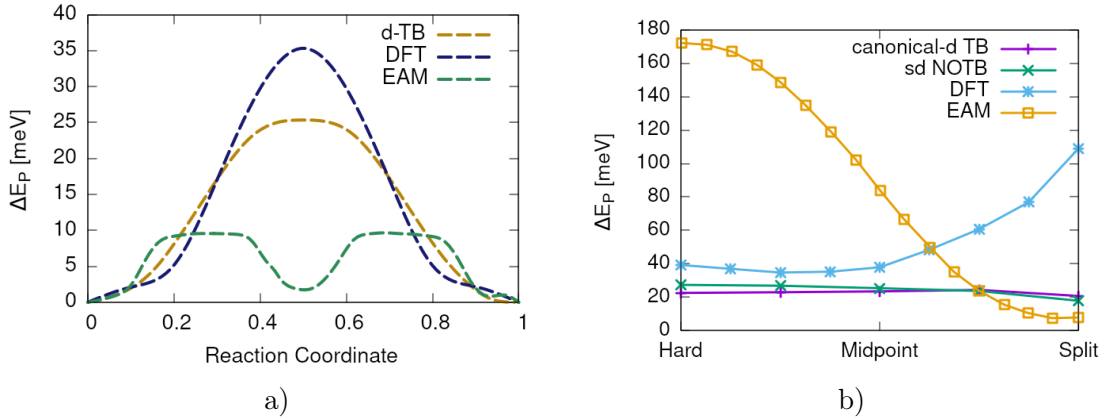 40
35
30
25
20
15
10
5
0
ΔE_P [meV]
d-TB
DFT
EAM
0 0.2 0.4 0.6 0.8 1
Reaction Coordinate
a)
180
160
140
120
100
80
60
40
20
0
ΔE_P [meV]
canonical-d TB
sd NOTB
DFT
EAM
Hard Midpoint Split
b)